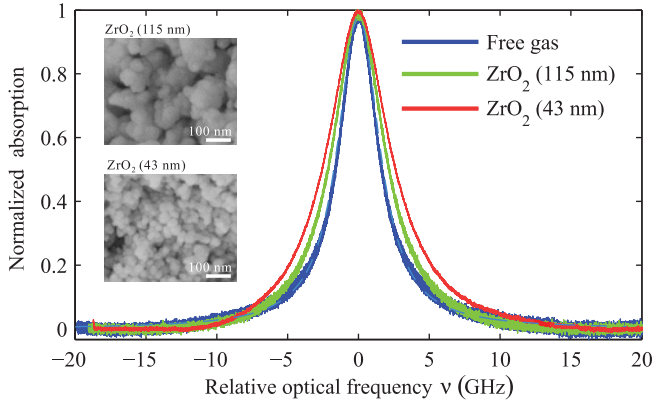 ZrO2 (115 nm)
100 nm
ZrO2 (43 nm)
100 nm
Free gas
ZrO2 (115 nm)
ZrO2 (43 nm)
Normalized absorption
1
0.8
0.6
0.4
0.2
0
−20 −15 −10 −5 0 5 10 15 20
Relative optical frequency ν (GHz)